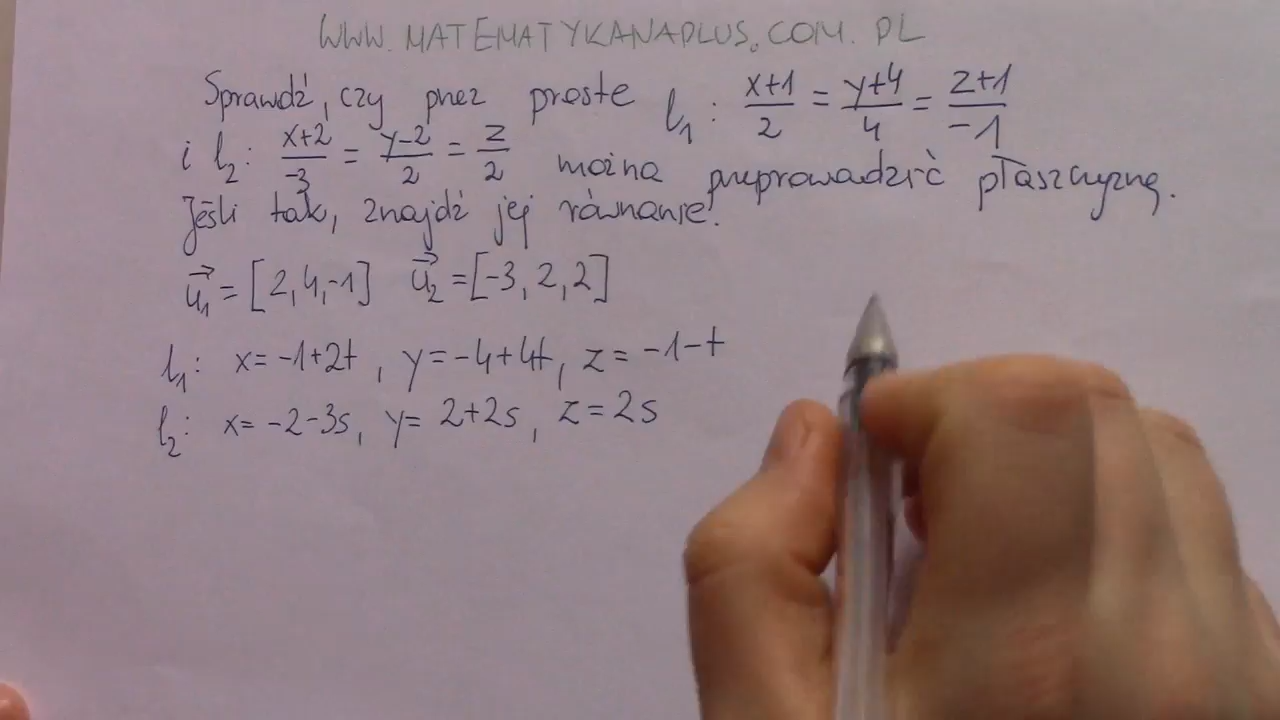 WWW.MATEMATYKANAPLUS.COM.PL
Sprawdź, czy przez proste l₁: (x+1)/2 = (y+4)/4 = (z+1)/-1
i l₂: (x+2)/-3 = (y-2)/2 = z/2 można przeprowadzić płaszczyznę.
Jeśli tak, znajdź jej równanie.
u₁→ = [2,4,-1] u₂→ = [-3,2,2]
l₁: x=-1+2t, y=-4+4t, z=-1-t
l₂: x=-2-3s, y=2+2s, z=2s